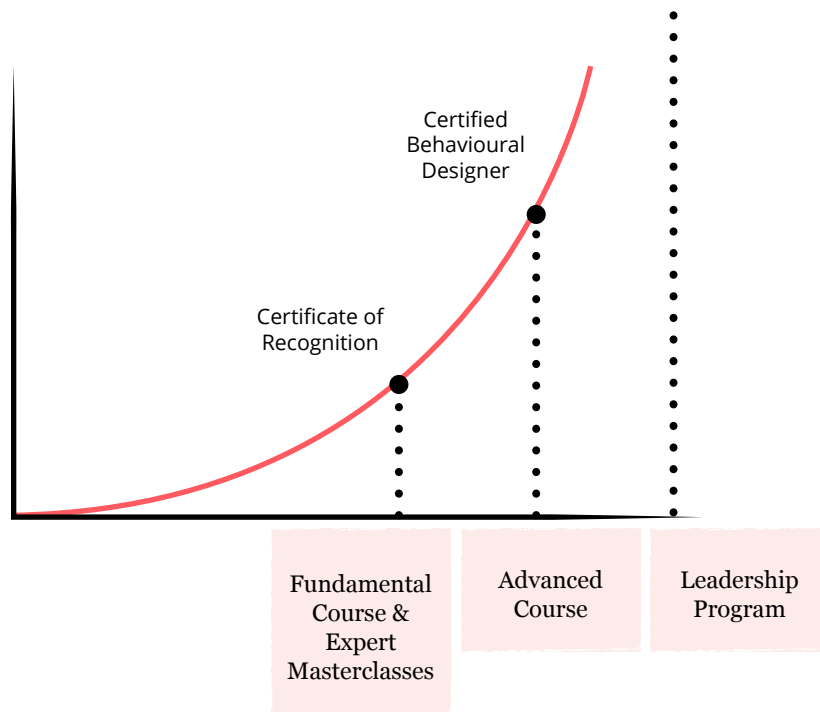 Certified
Behavioural
Designer
Certificate of
Recognition
Fundamental
Course &
Expert
Masterclasses
Advanced
Course
Leadership
Program